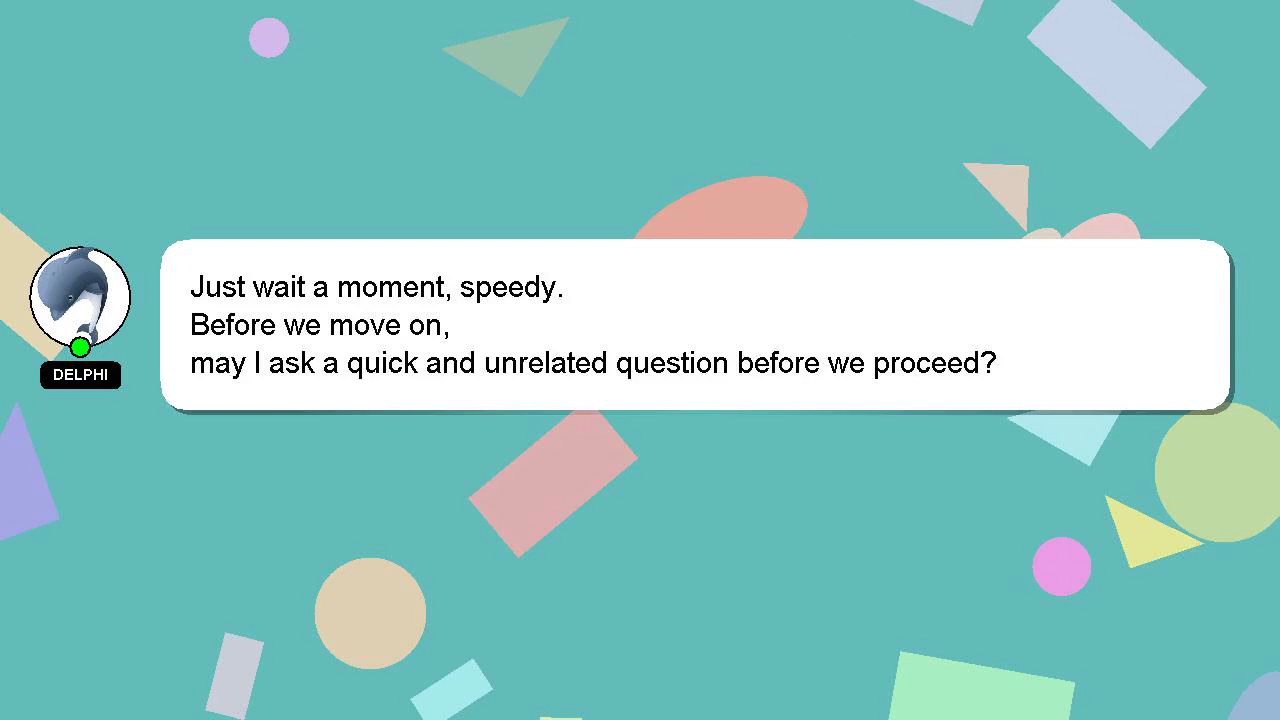 Just wait a moment, speedy.
Before we move on,
may I ask a quick and unrelated question before we proceed?
DELPHI